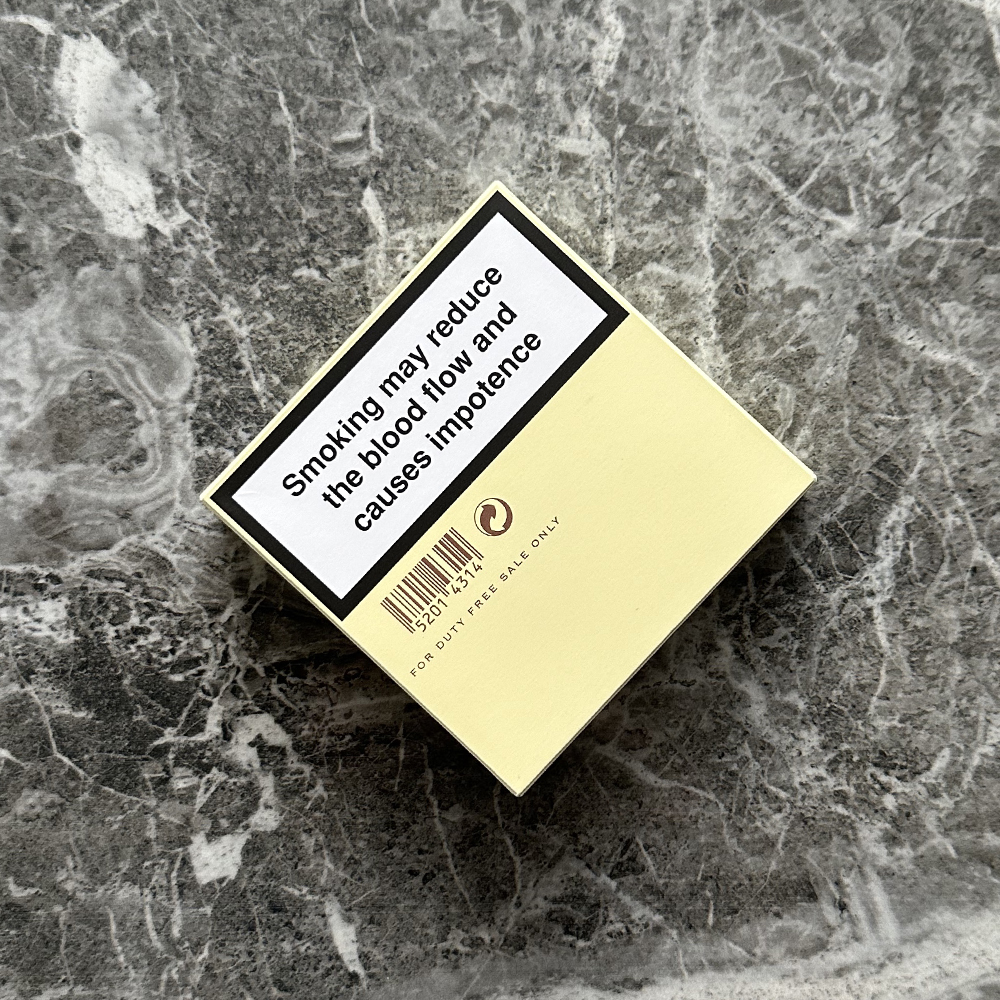 Smoking may reduce
the blood flow and
causes impotence
5201 4314
FOR DUTY FREE SALE ONLY